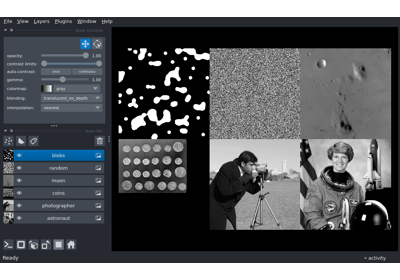 File View Layers Plugins Window Help
opacity: 1.00
contrast limits:
auto-contrast: once continuous
gamma: 1.00
colormap: gray
blending: translucent_no_depth
interpolation: nearest
blobs
random
moon
coins
photographer
astronaut
Ready
activity